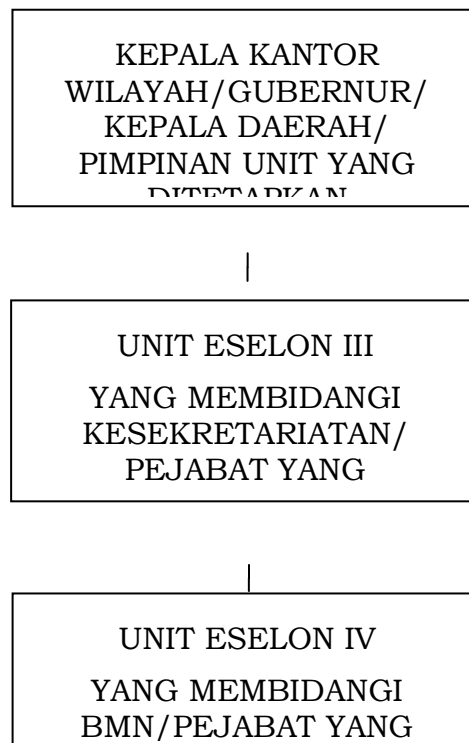 KEPALA KANTOR
WILAYAH/GUBERNUR/
KEPALA DAERAH/
PIMPINAN UNIT YANG
DITETAPKAN
UNIT ESELON III
YANG MEMBIDANGI
KESEKRETARIATAN/
PEJABAT YANG
UNIT ESELON IV
YANG MEMBIDANGI
BMN/PEJABAT YANG